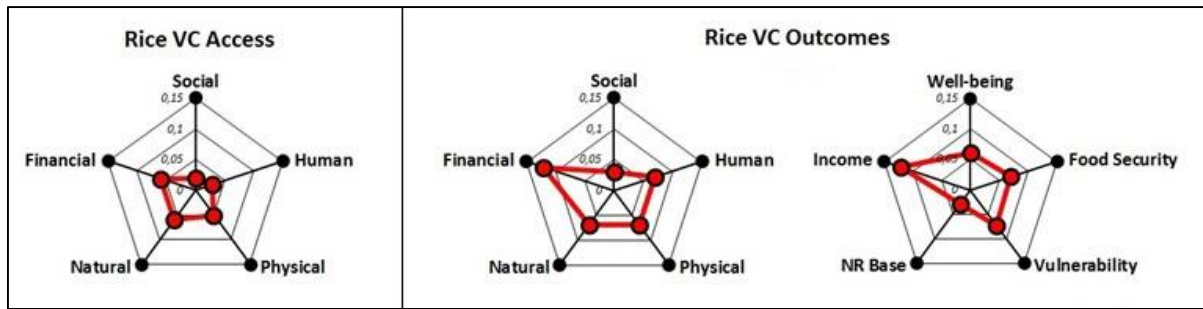 Rice VC Access
Social
0,15
0,1
Financial
0,05
Human
0
Natural
Physical
Rice VC Outcomes
Social
0,15
0,1
Financial
0,05
Human
0
Natural
Physical
Well-being
0,15
0,1
Income
0,05
Food Security
0
NR Base
Vulnerability